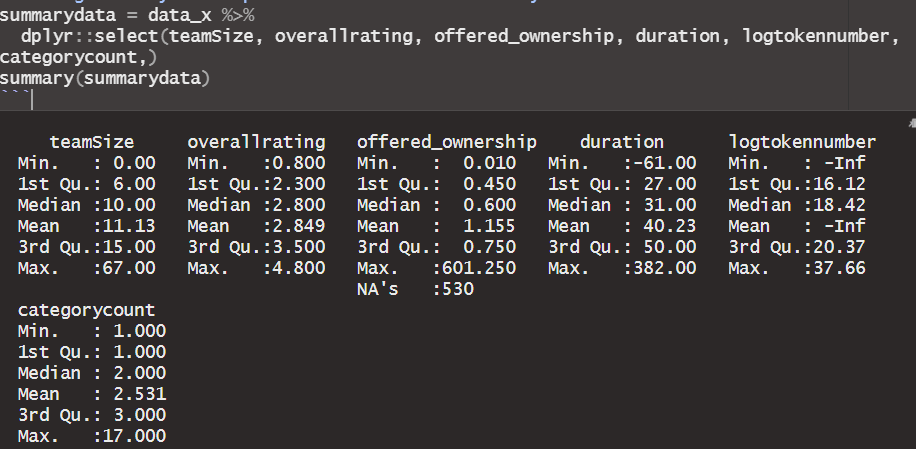 summarydata = data_x %>%
  dplyr::select(teamSize, overallrating, offered_ownership, duration, logtokennumber,
categorycount,)
summary(summarydata)
```
   teamSize     overallrating   offered_ownership    duration      logtokennumber
Min.   : 0.00   Min.   :0.800   Min.   :  0.010   Min.   :-61.00   Min.   : -Inf
1st Qu.: 6.00   1st Qu.:2.300   1st Qu.:  0.450   1st Qu.: 27.00   1st Qu.:16.12
Median :10.00   Median :2.800   Median :  0.600   Median : 31.00   Median :18.42
Mean   :11.13   Mean   :2.849   Mean   :  1.155   Mean   : 40.23   Mean   : -Inf
3rd Qu.:15.00   3rd Qu.:3.500   3rd Qu.:  0.750   3rd Qu.: 50.00   3rd Qu.:20.37
Max.   :67.00   Max.   :4.800   Max.   :601.250   Max.   :382.00   Max.   :37.66
                                NA's   :530
categorycount
Min.   : 1.000
1st Qu.: 1.000
Median : 2.000
Mean   : 2.531
3rd Qu.: 3.000
Max.   :17.000